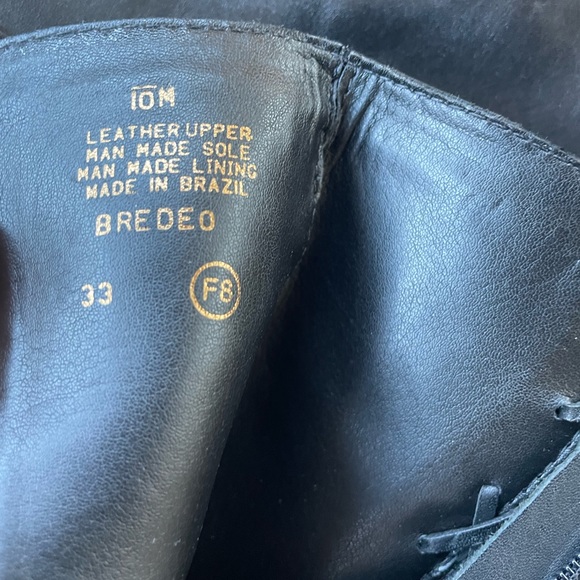 10M
LEATHER UPPER
MAN MADE SOLE
MAN MADE LINING
MADE IN BRAZIL
BREDEO
33 F8